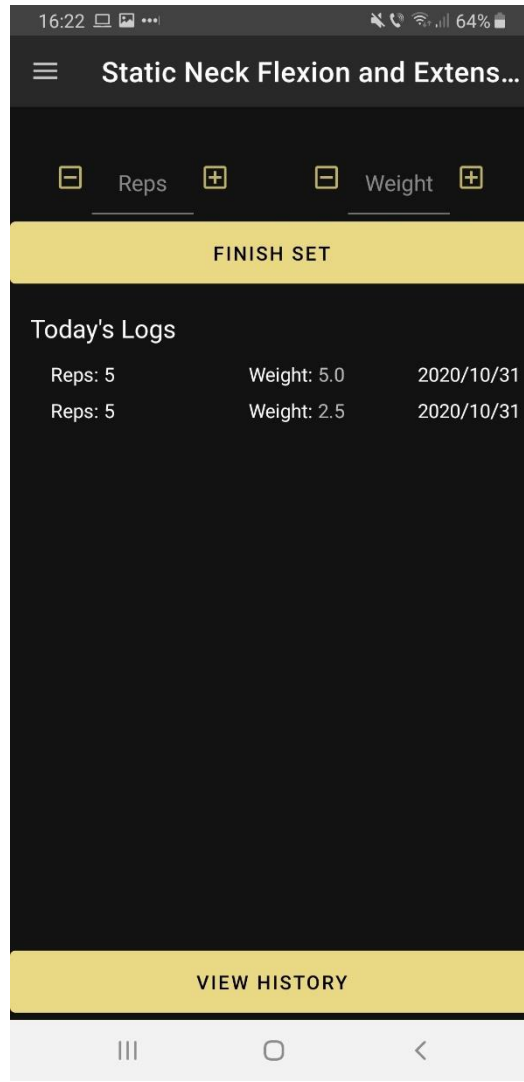 16:22 64%
Static Neck Flexion and Extens...
Reps Weight
FINISH SET
Today's Logs
Reps: 5 Weight: 5.0 2020/10/31
Reps: 5 Weight: 2.5 2020/10/31
VIEW HISTORY